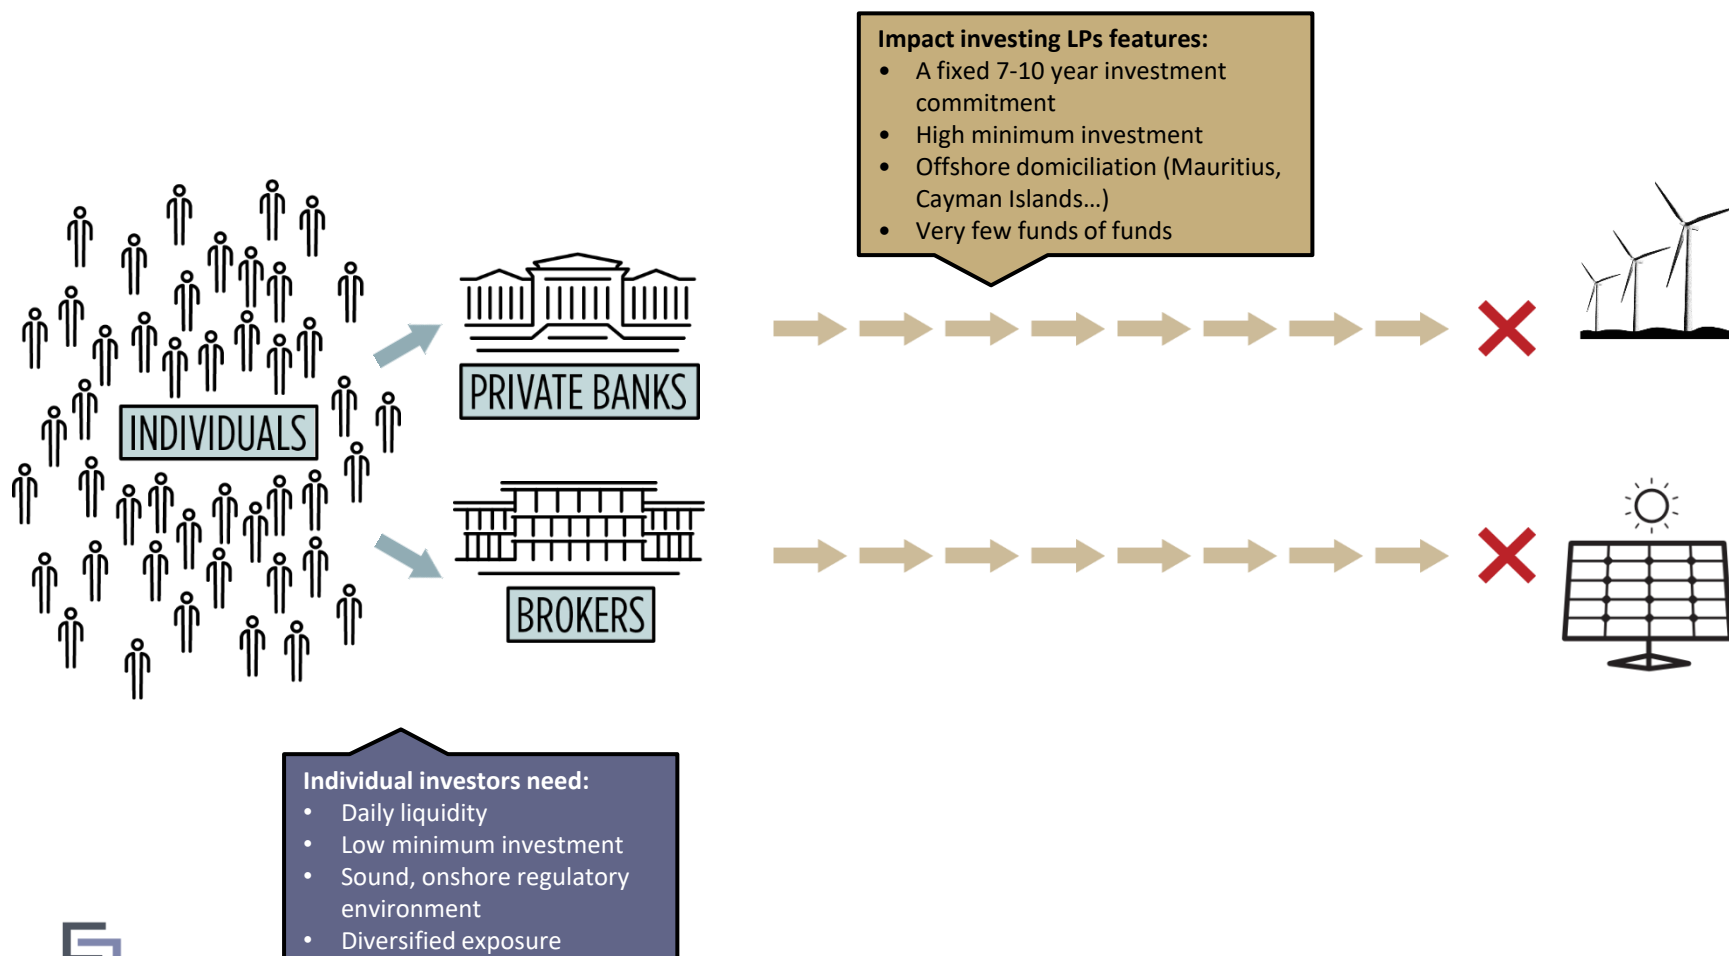 Impact investing LPs features:
• A fixed 7-10 year investment
commitment
• High minimum investment
• Offshore domiciliation (Mauritius,
Cayman Islands…)
• Very few funds of funds
INDIVIDUALS
PRIVATE BANKS
BROKERS
Individual investors need:
• Daily liquidity
• Low minimum investment
• Sound, onshore regulatory
environment
• Diversified exposure